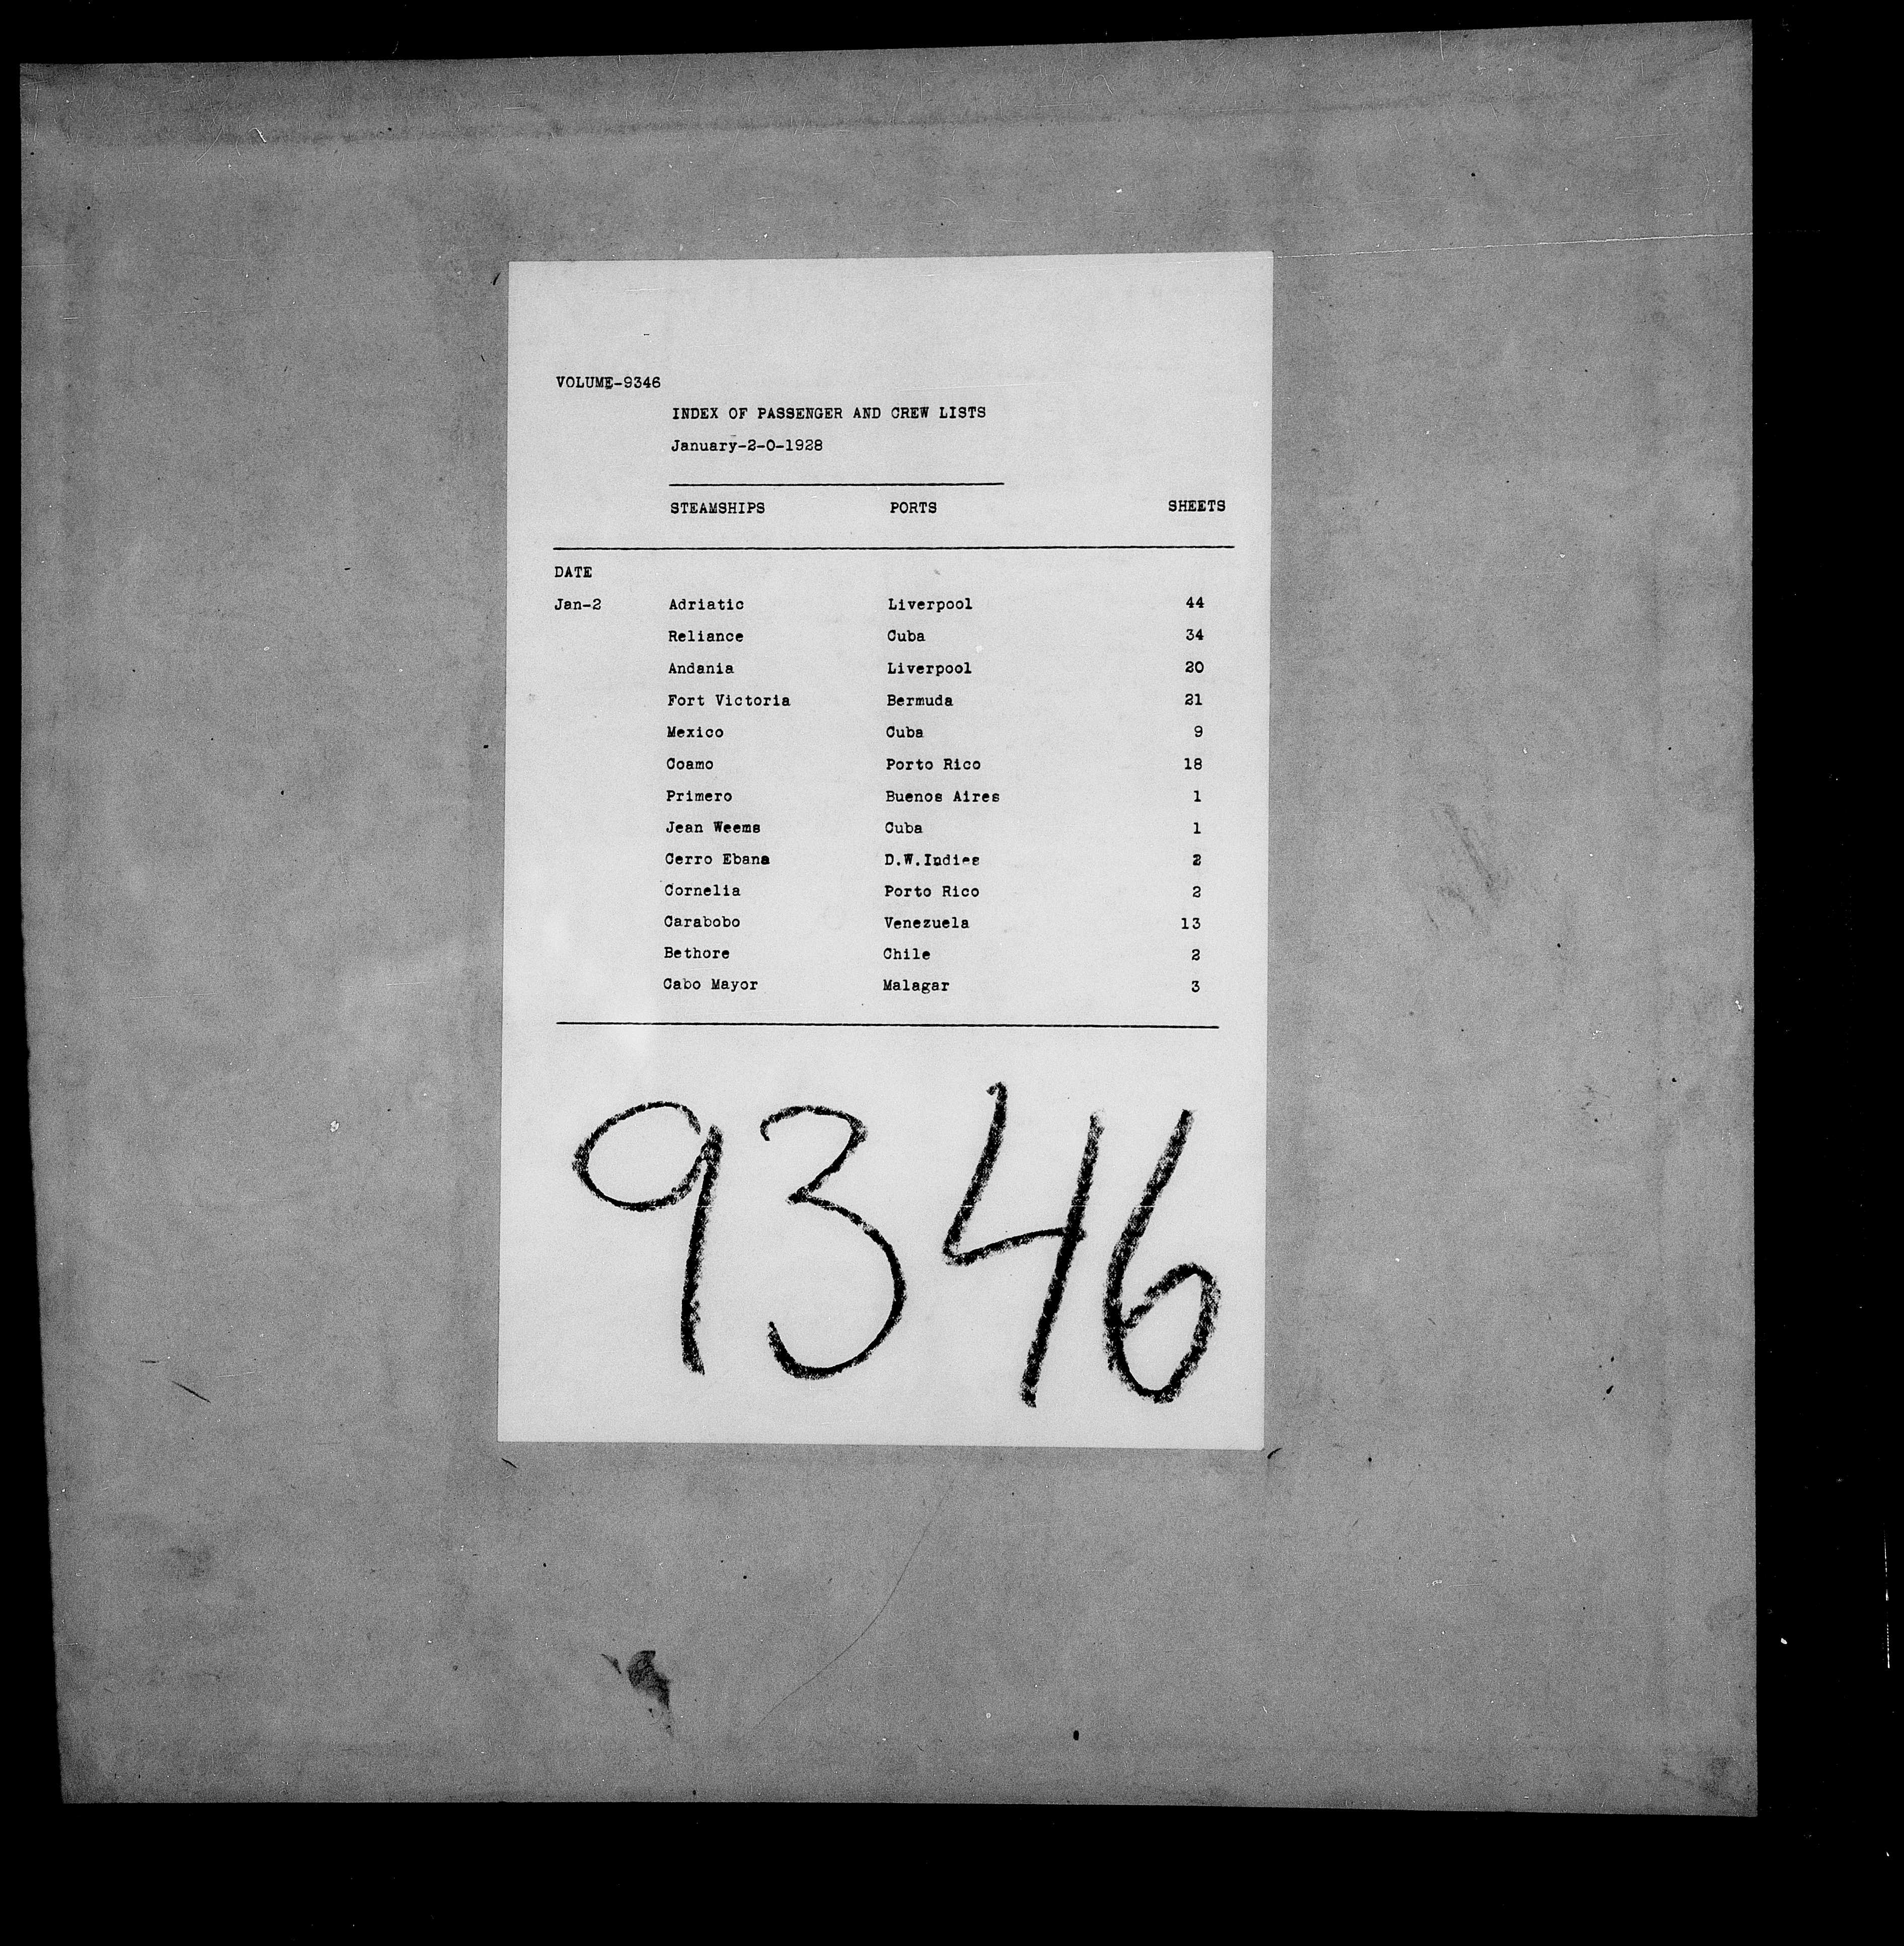 VOLUME-9346
INDEX OF PASSENGER AND CREW LISTS
January-2-0-1928
STEAMSHIPS PORTS SHEETS
DATE
Jan-2 Adriatic Liverpool 44
Reliance Cuba 34
Andania Liverpool 20
Fort Victoria Bermuda 21
Mexico Cuba 9
Coamo Porto Rico 18
Primero Buenos Aires 1
Jean Weems Cuba 1
Cerro Ebana D.W.Indies 2
Cornelia Porto Rico 2
Carabobo Venezuela 13
Bethore Chile 2
Cabo Mayor Malagar 3
9346